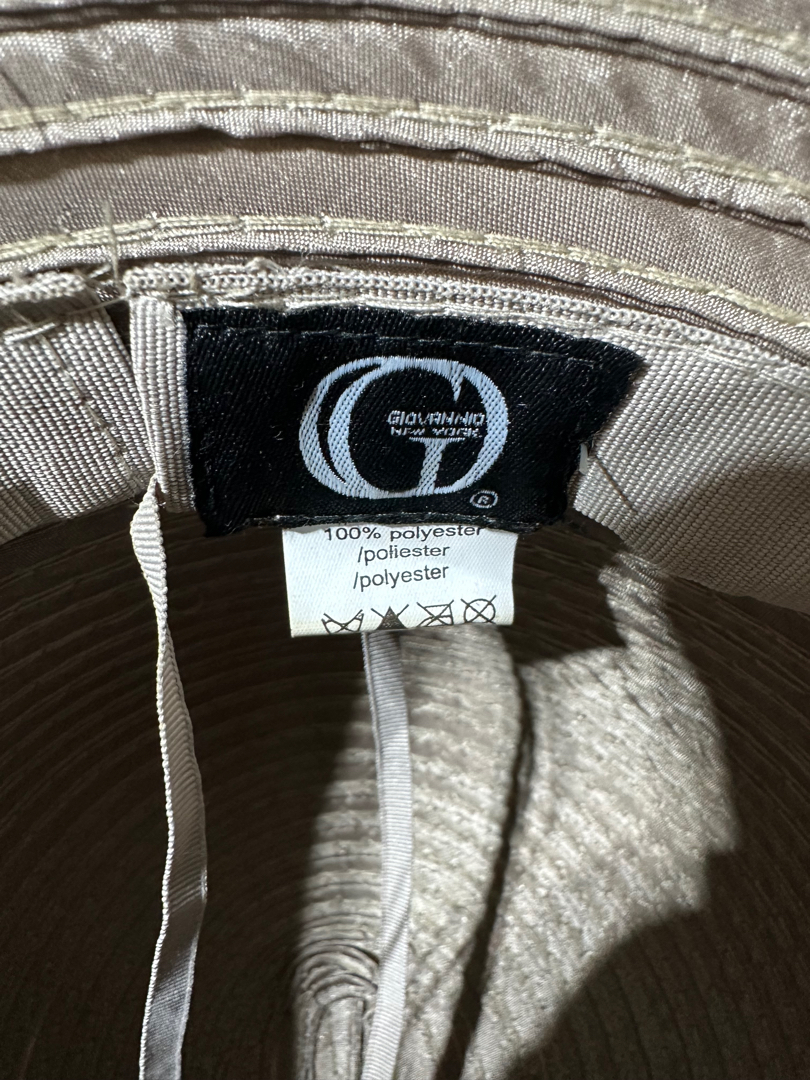 GIOVANNIO
NEW YORK
®
100% polyester
/poliester
/polyester